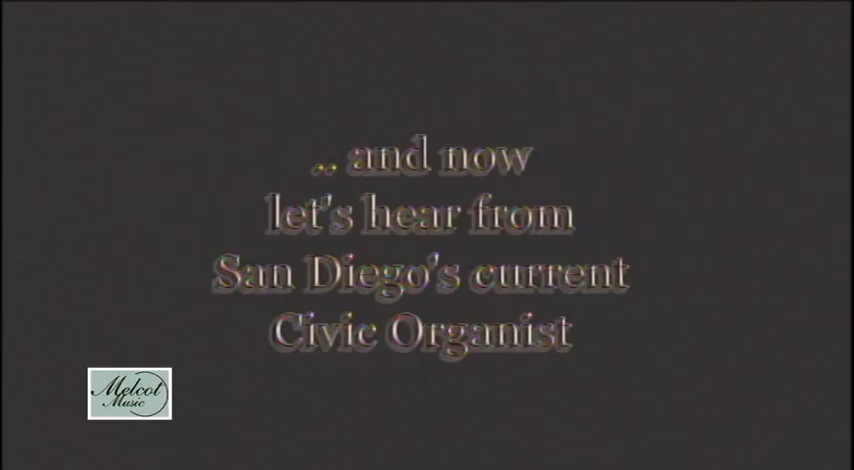 .. and now
let's hear from
San Diego's current
Civic Organist
Melcot
Music